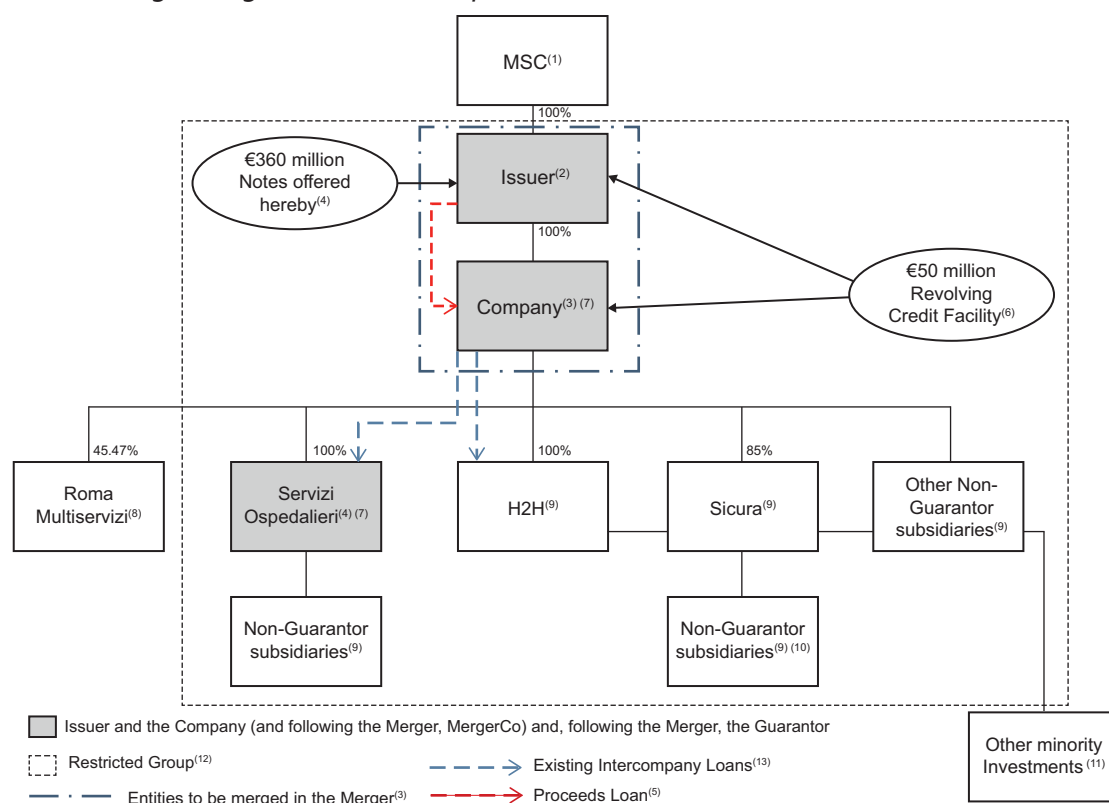 MSC(1)
100%
€360 million
Notes offered
hereby(4)
Issuer(2)
100%
€50 million
Revolving
Credit Facility(6)
Company(3) (7)
45.47%
100%
100%
85%
Roma
Multiservizi(8)
Servizi
Ospedalieri(4) (7)
H2H(9)
Sicura(9)
Other Non-
Guarantor
subsidiaries(9)
Non-Guarantor
subsidiaries(9)
Non-Guarantor
subsidiaries(9) (10)
Issuer and the Company (and following the Merger, MergerCo) and, following the Merger, the Guarantor
Restricted Group(12)
Existing Intercompany Loans(13)
Entities to be merged in the Merger(3)
Proceeds Loan(5)
Other minority
Investments (11)